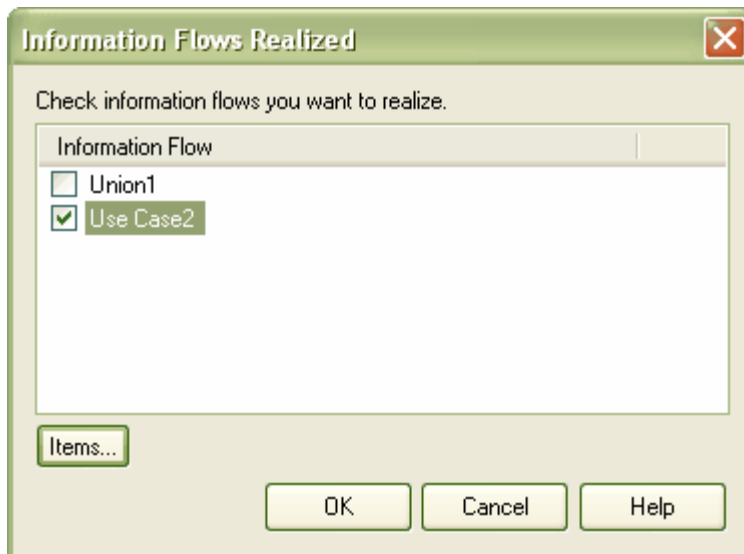 Information Flows Realized
Check information flows you want to realize.
Information Flow
Union1
Use Case2
Items...
OK Cancel Help